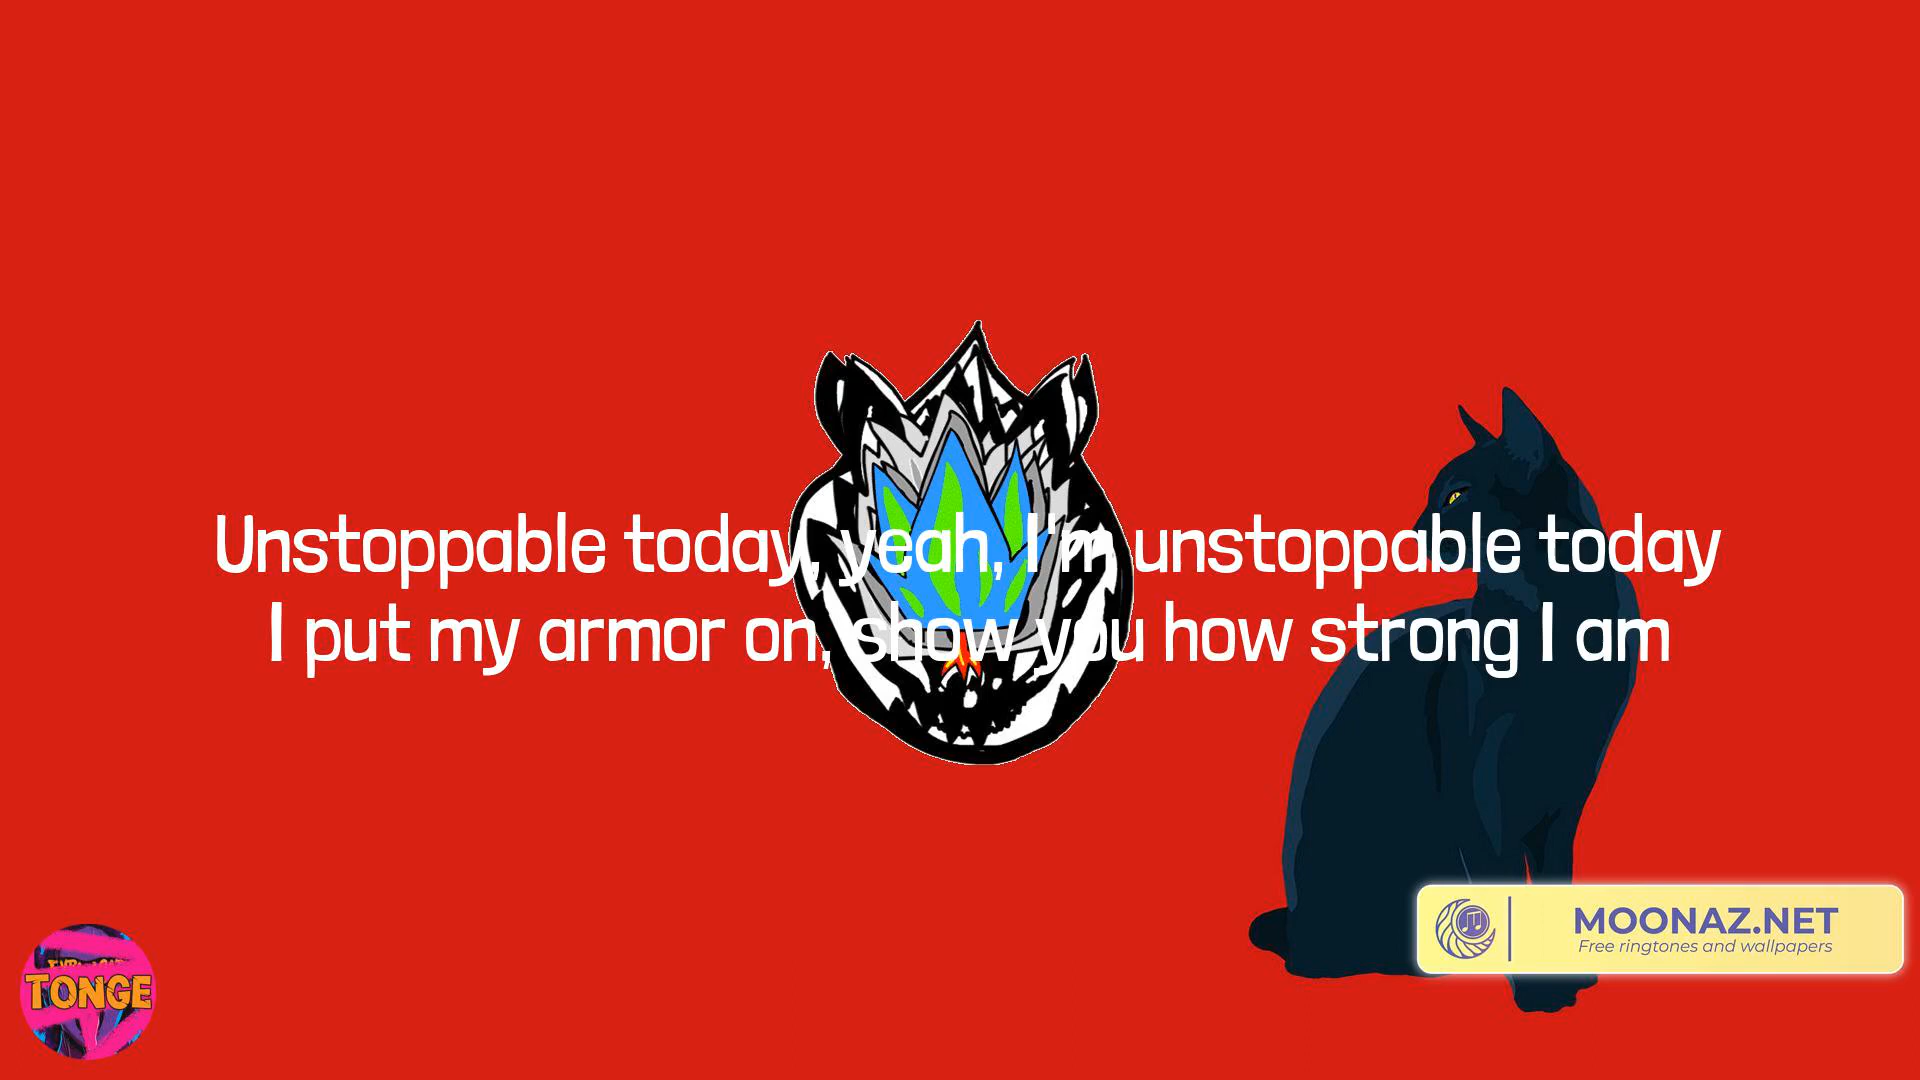 Unstoppable today, yeah, I'm unstoppable today
I put my armor on, show you how strong I am
MOONAZ.NET
Free ringtones and wallpapers
TONGE